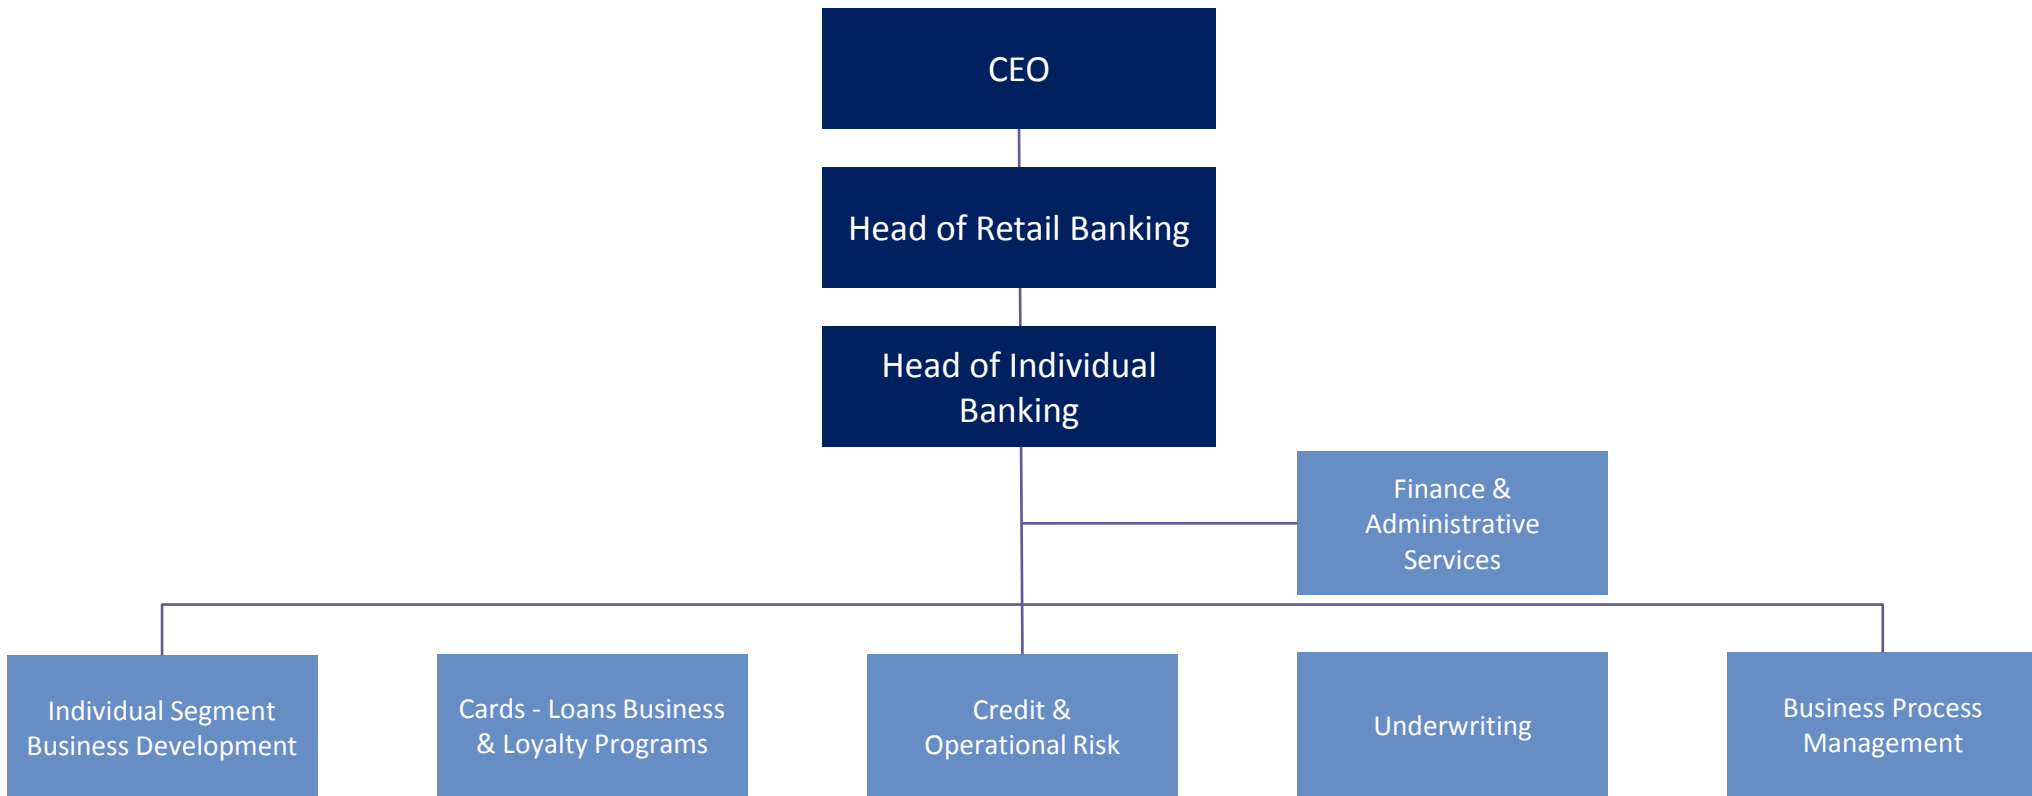 CEO
Head of Retail Banking
Head of Individual
Banking
Finance &
Administrative
Services
Individual Segment
Business Development
Cards - Loans Business
& Loyalty Programs
Credit &
Operational Risk
Underwriting
Business Process
Management